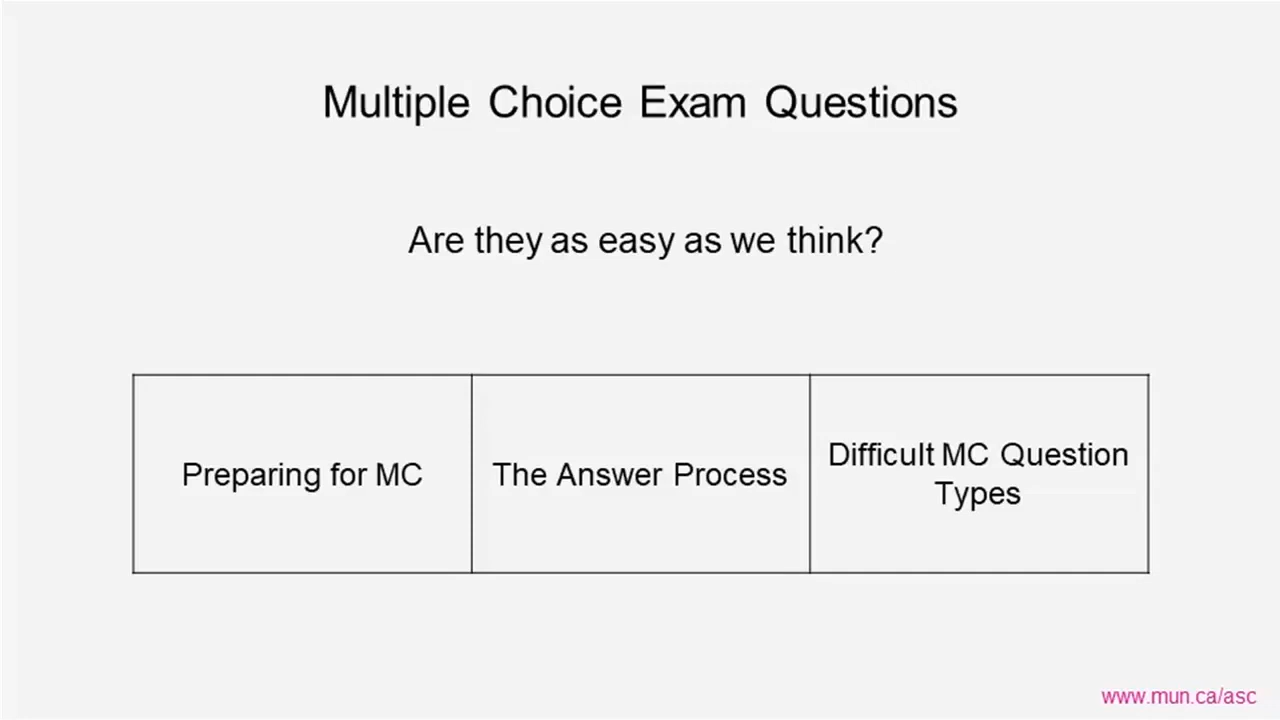 Multiple Choice Exam Questions
Are they as easy as we think?
Preparing for MC
The Answer Process
Difficult MC Question
Types
www.mun.ca/asc